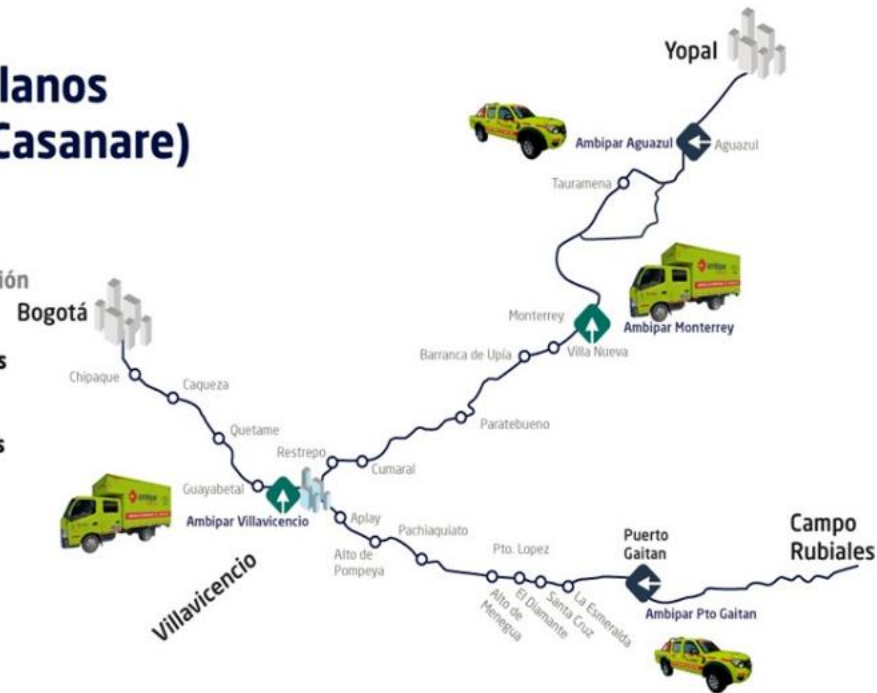 lanos
Casanare)
ión
s
s
Yopal
Ambipar Aguazul
Aguazul
Tauramena
Bogotá
Monterrey
Ambipar Monterrey
Barranca de Upía
Villa Nueva
Chipaque
Caqueza
Paratebueno
Quetame
Restrepo
Cumaral
Guayabetal
Ambipar Villavicencio
Villavicencio
Aplay
Alto de
Pompeya
Pachiaquiato
Pto. Lopez
Alto de
Menegua
El Diamante
Santa Cruz
La Esmeralda
Puerto
Gaitan
Campo
Rubiales
Ambipar Pto Gaitan